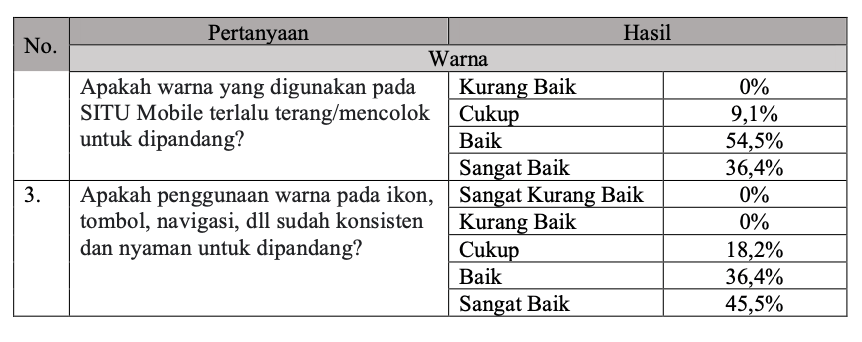 No. Pertanyaan Hasil
Warna
Apakah warna yang digunakan pada Kurang Baik 0%
SITU Mobile terlalu terang/mencolok Cukup 9,1%
untuk dipandang? Baik 54,5%
Sangat Baik 36,4%
3. Apakah penggunaan warna pada ikon, Sangat Kurang Baik 0%
tombol, navigasi, dll sudah konsisten Kurang Baik 0%
dan nyaman untuk dipandang? Cukup 18,2%
Baik 36,4%
Sangat Baik 45,5%